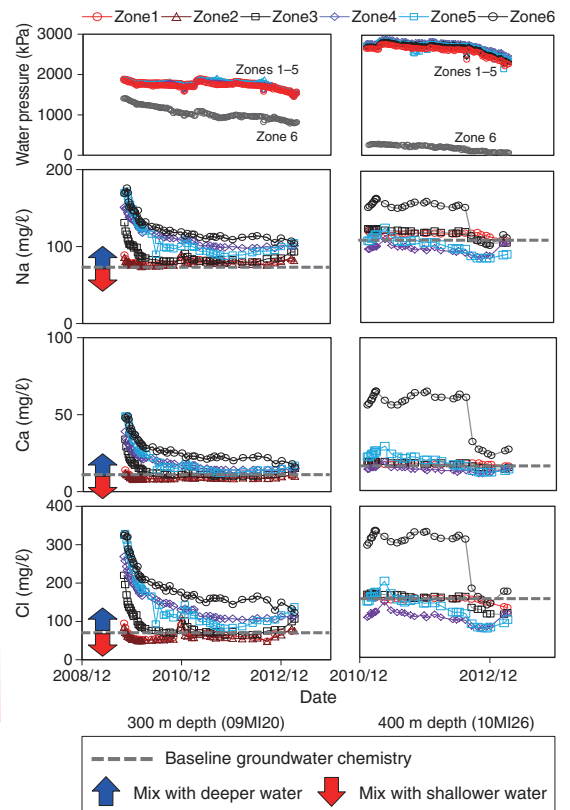 Zone1 Zone2 Zone3 Zone4 Zone5 Zone6
Water pressure (kPa)
3000
2000
1000
0
Zones 1–5
Zone 6
Zones 1–5
Zone 6
Na (mg/ℓ)
200
100
0
Ca (mg/ℓ)
100
50
0
Cl (mg/ℓ)
400
300
200
100
0
2008/12 2010/12 2012/12 2010/12 2012/12
Date
300 m depth (09MI20) 400 m depth (10MI26)
Baseline groundwater chemistry
Mix with deeper water Mix with shallower water